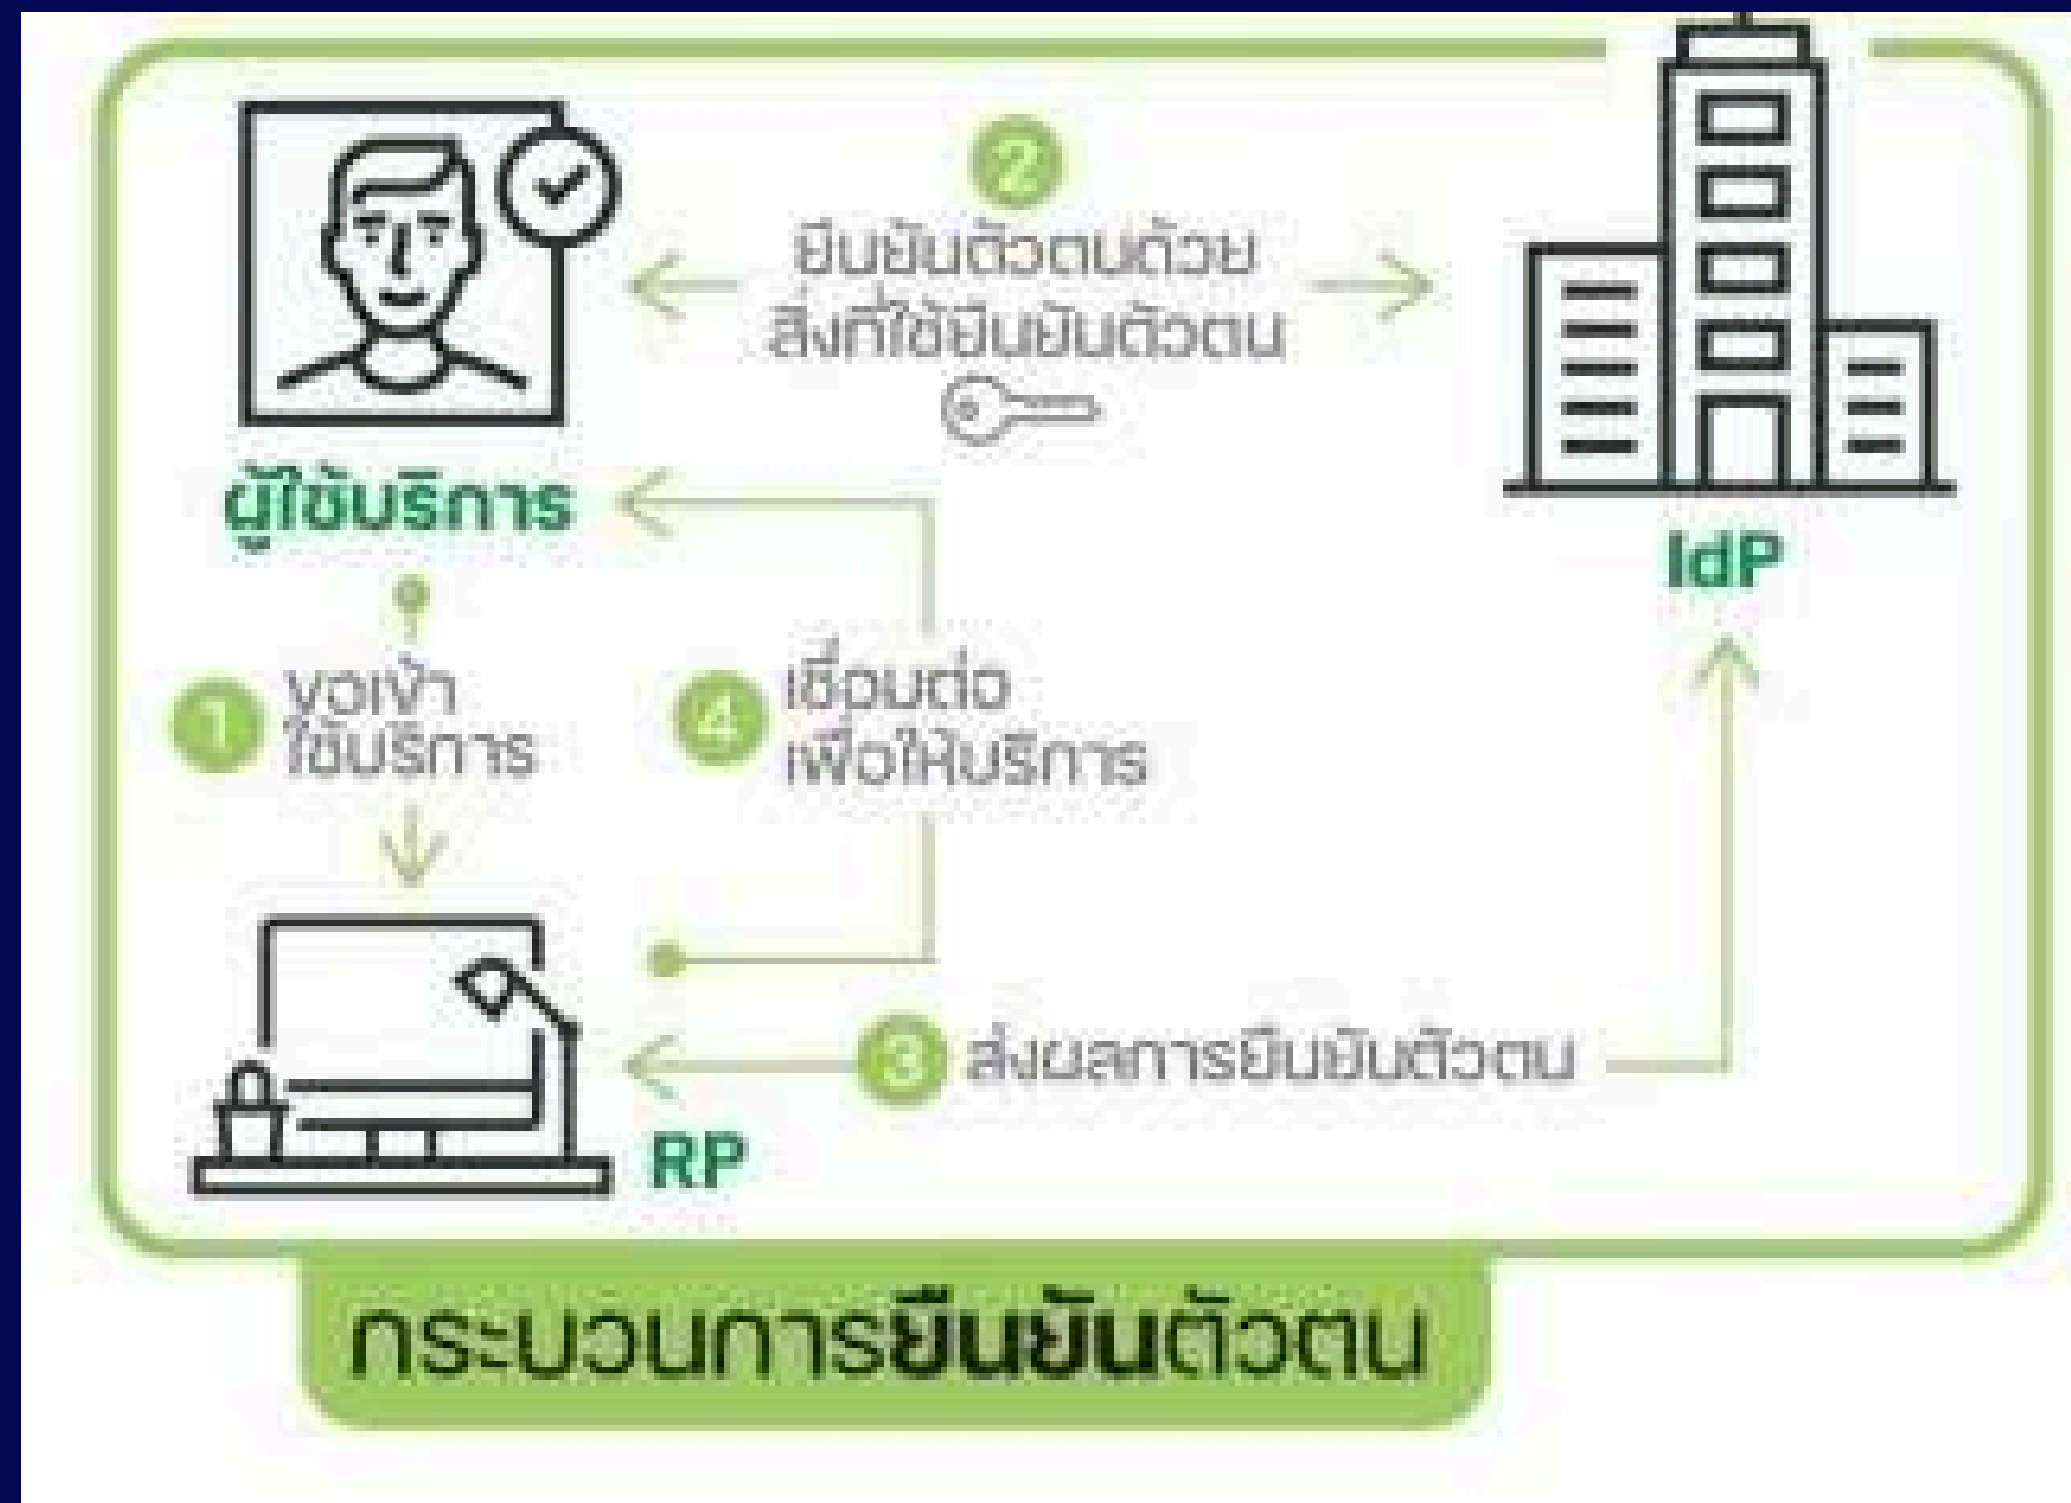 2
ยืนยันตัวตนด้วย
สิ่งที่ใช้ยืนยันตัวตน
ผู้ใช้บริการ
IdP
1 ขอเข้า
ใช้บริการ
4 เชื่อมต่อ
เพื่อให้บริการ
3 ส่งผลการยืนยันตัวตน
RP
กระบวนการยืนยันตัวตน